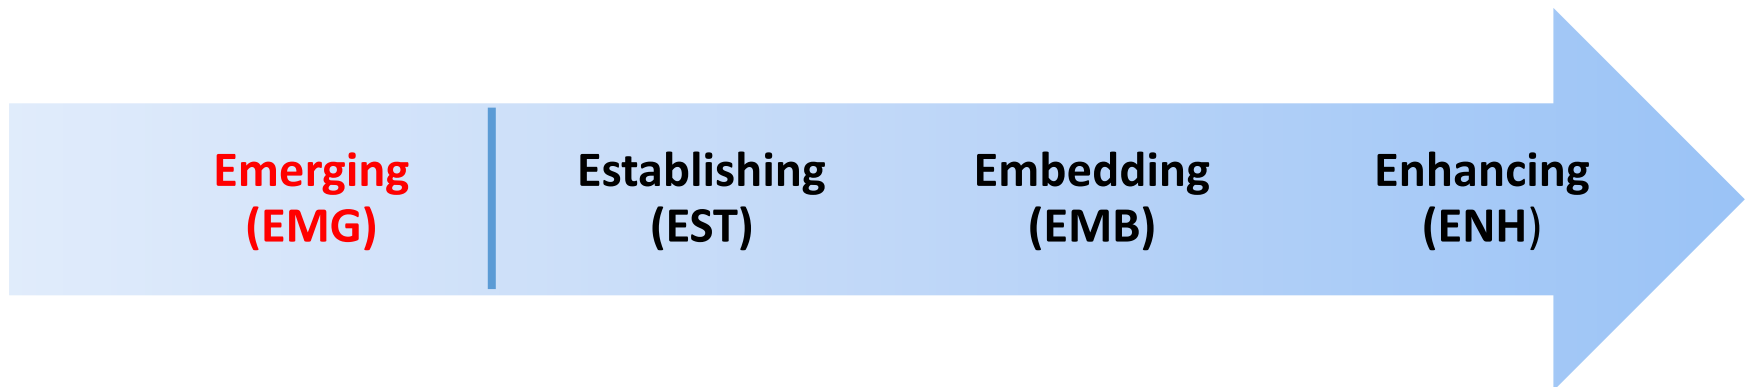 Emerging
(EMG)
Establishing
(EST)
Embedding
(EMB)
Enhancing
(ENH)